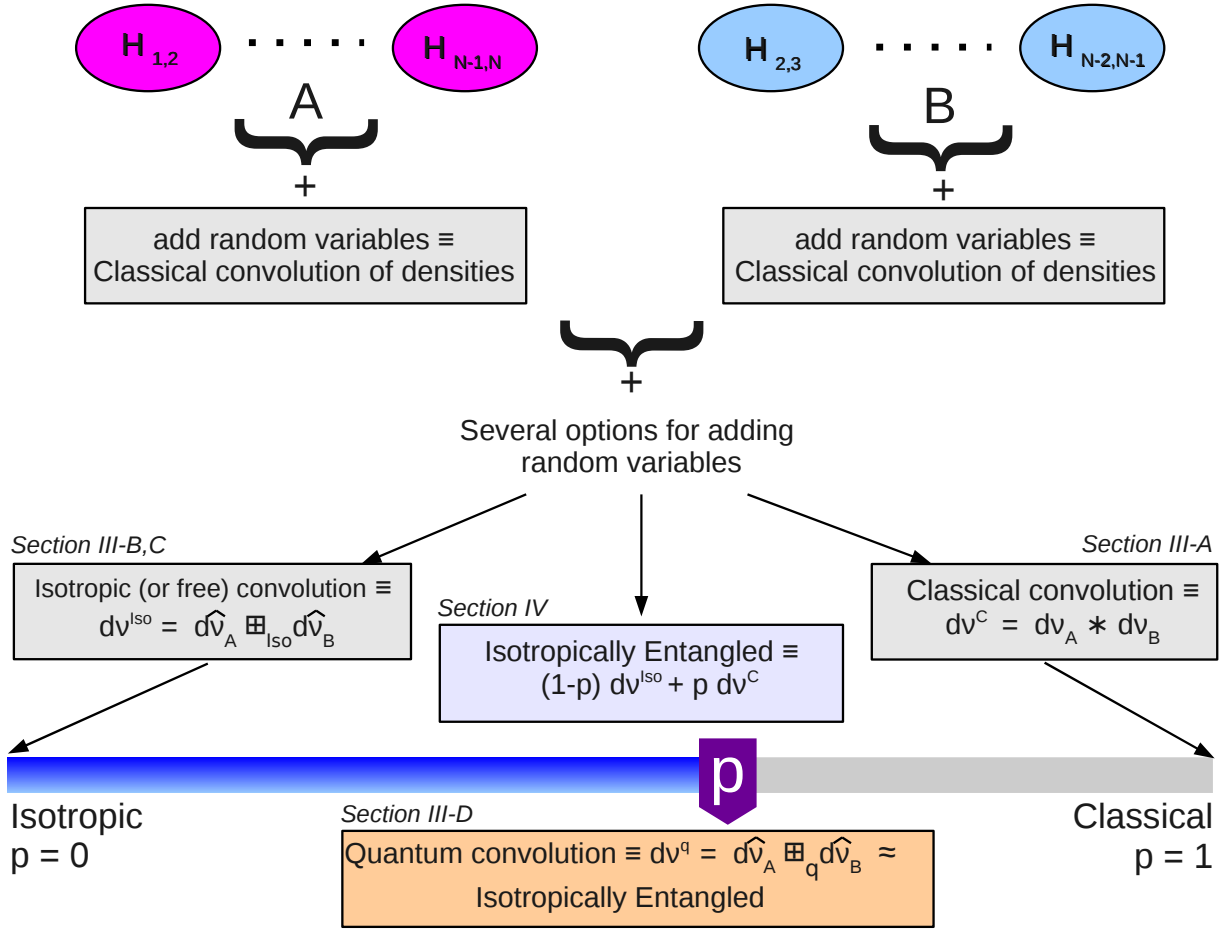 H 1,2 · · · · · H N-1,N
H 2,3 · · · · · H N-2,N-1
A
B
+
+
add random variables ≡
Classical convolution of densities
add random variables ≡
Classical convolution of densities
+
Several options for adding
random variables
Section III-B,C
Isotropic (or free) convolution ≡
dν^Iso = dν̂_A ⊞_Iso dν̂_B
Section IV
Isotropically Entangled ≡
(1-p) dν^Iso + p dν^C
Section III-A
Classical convolution ≡
dν^C = dν_A ∗ dν_B
p
Isotropic
p = 0
Classical
p = 1
Section III-D
Quantum convolution ≡ dν^q = dν̂_A ⊞_q dν̂_B ≈
Isotropically Entangled